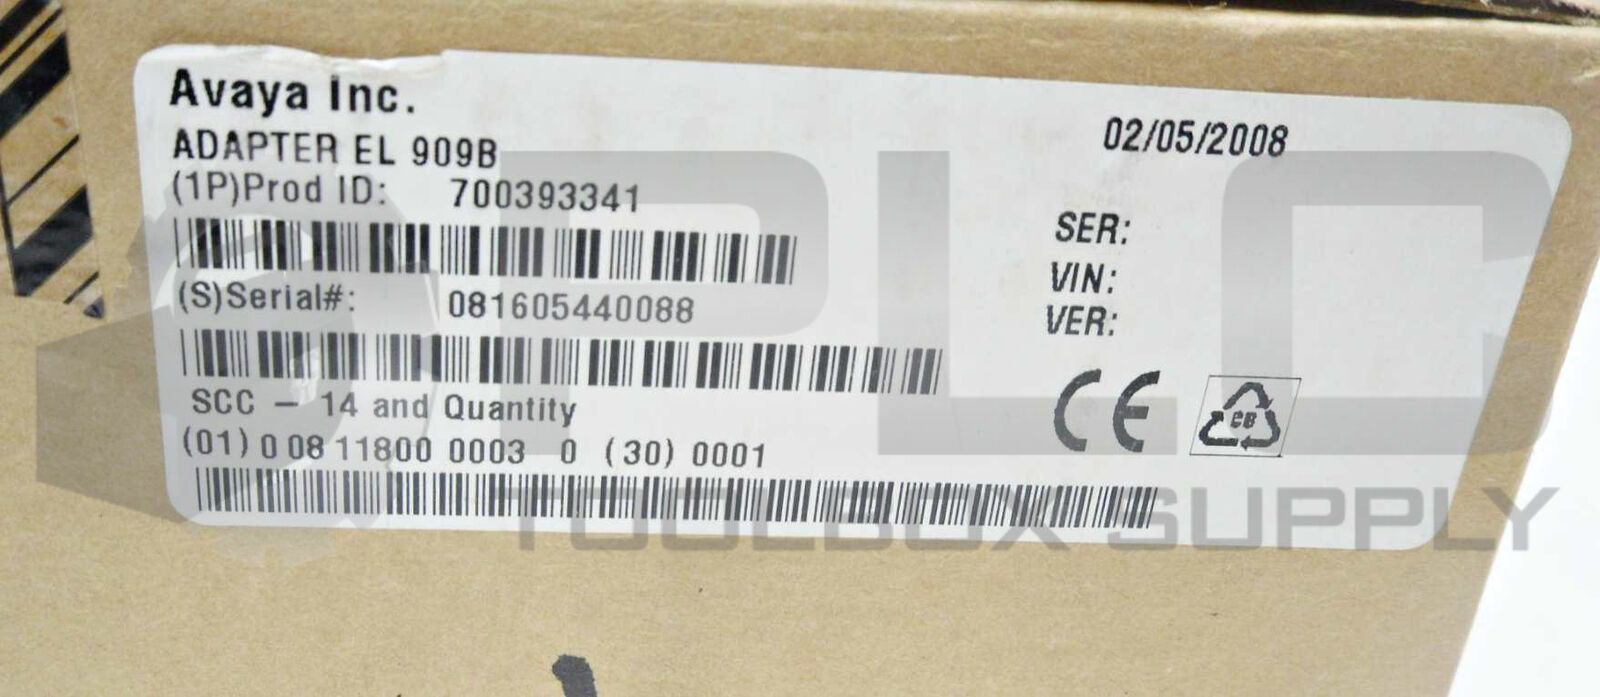 Avaya Inc.
ADAPTER EL 909B
02/05/2008
(1P)Prod ID: 700393341
SER:
(S)Serial#: 081605440088
VIN:
VER:
SCC - 14 and Quantity
(01) 0 08 11800 0003 0 (30) 0001
CE
CB
PLC
TOOLBOX SUPPLY